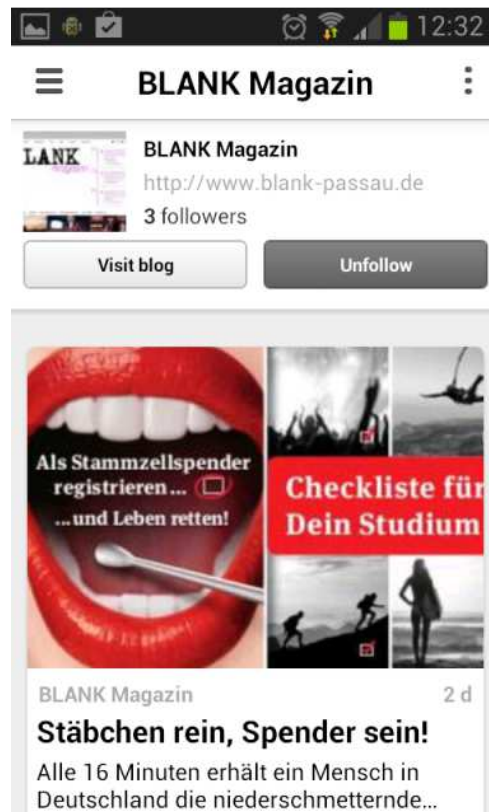 12:32
BLANK Magazin
LANK
BLANK Magazin
http://www.blank-passau.de
3 followers
Visit blog
Unfollow
Als Stammzellspender
registrieren...
...und Leben retten!
Checkliste für
Dein Studium
BLANK Magazin
2 d
Stäbchen rein, Spender sein!
Alle 16 Minuten erhält ein Mensch in
Deutschland die niederschmetternde…